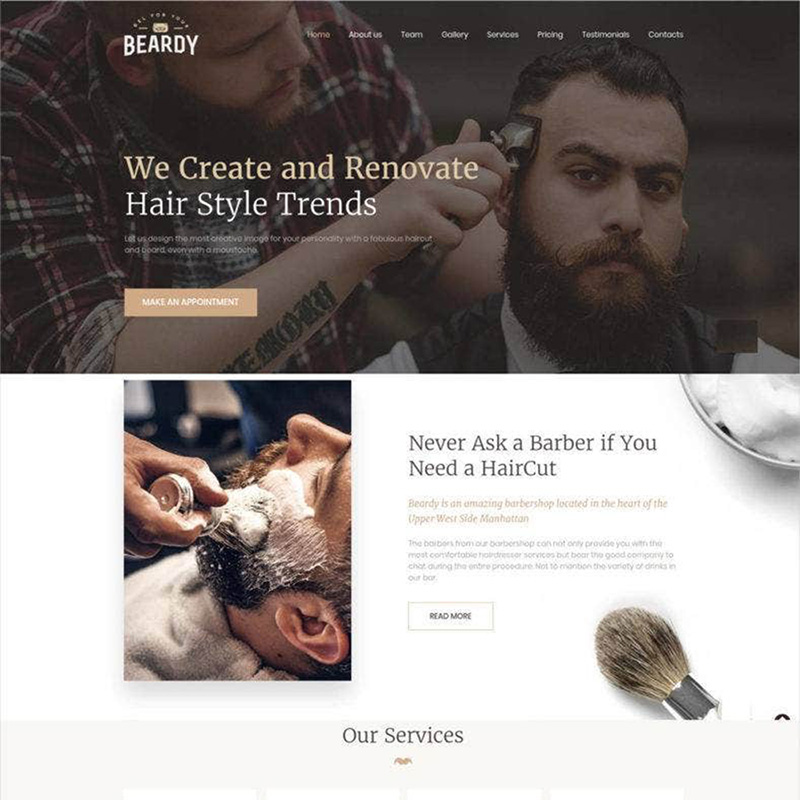 GEL FOR YOUR
BEARDY
Home About us Team Gallery Services Pricing Testimonials Contacts
We Create and Renovate
Hair Style Trends
Let us design the most creative image for your personality with a fabulous haircut
and beard, even with a moustache.
MAKE AN APPOINTMENT
Never Ask a Barber if You
Need a HairCut
Beardy is an amazing barbershop located in the heart of the
Upper West Side Manhattan
The barbers from our barbershop can not only provide you with the
most comfortable hairdresser services but bear the good company to
chat during the entire procedure. Not to mention the variety of drinks in
our bar.
READ MORE
Our Services